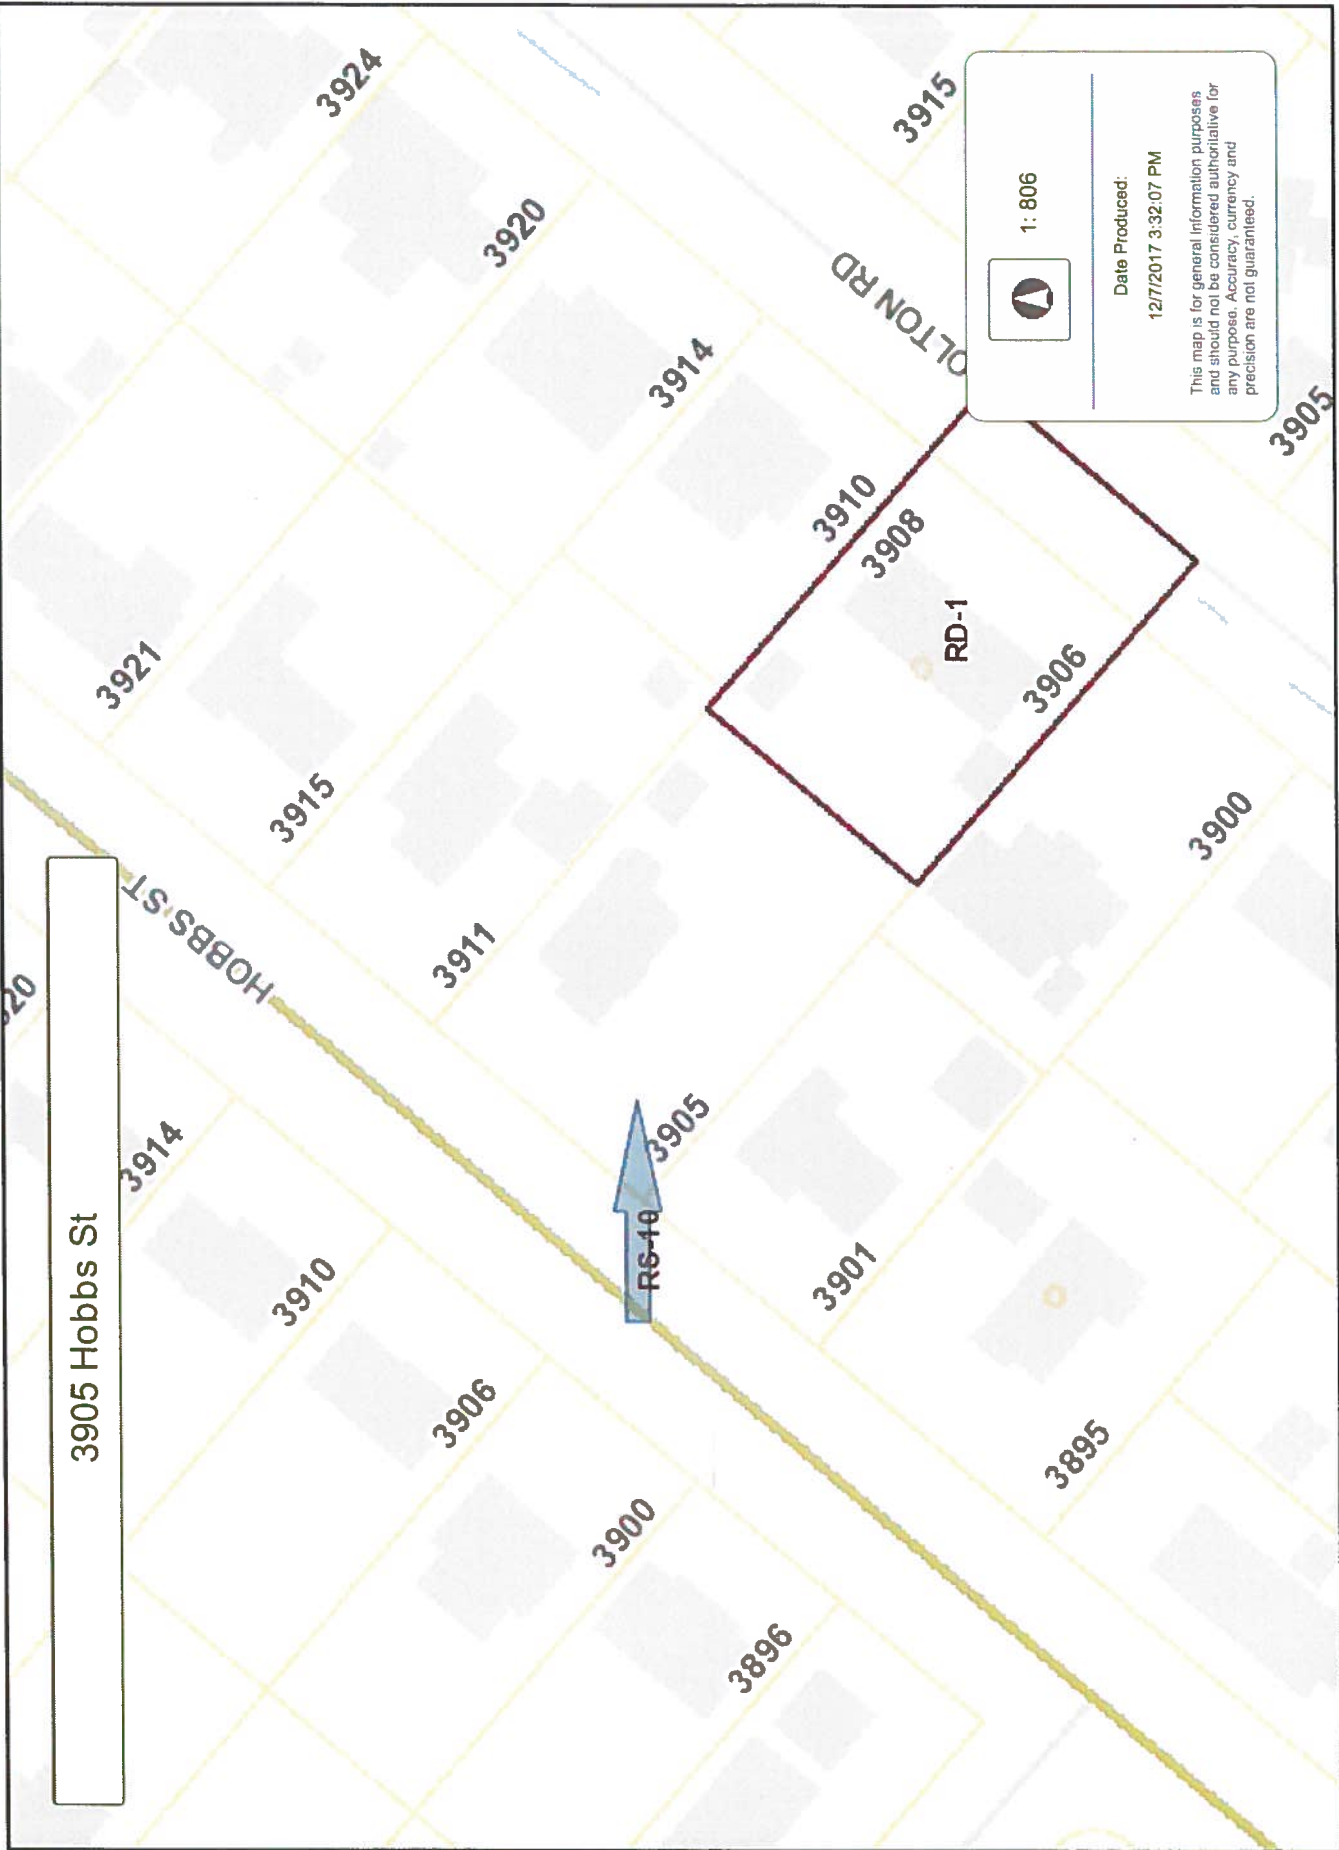 3905 Hobbs St
20
3914
3921
HOBBS ST
3910
3915
3924
3906
3911
3920
3900
RS-10
3905
3914
3896
3901
3910
3908
OLTON RD
3915
RD-1
3895
3906
3900
3905
1: 806
Date Produced:
12/7/2017 3:32:07 PM
This map is for general information purposes
and should not be considered authoritative for
any purpose. Accuracy, currency and
precision are not guaranteed.